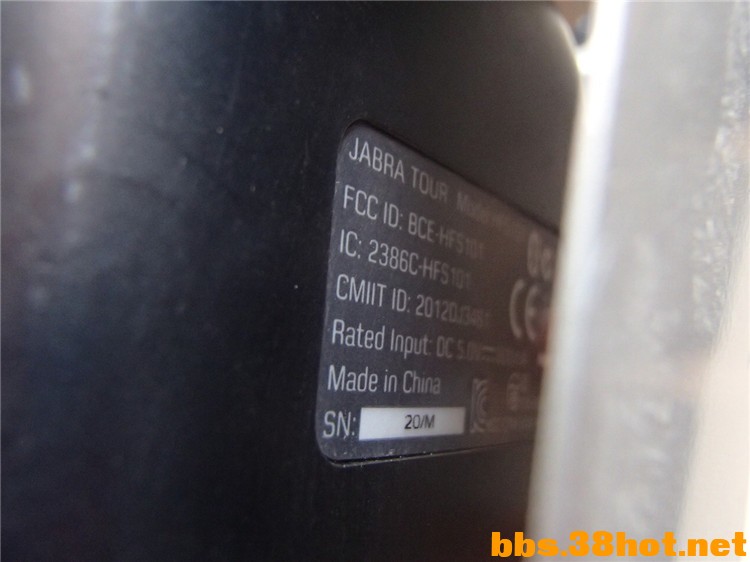 JABRA TOUR
FCC ID: BCE-HFS101
IC: 2386C-HFS101
CMIIT ID:
Rated Input: DC 5.0V
CE
Made in China
SN: 20/M
bbs.38hot.net